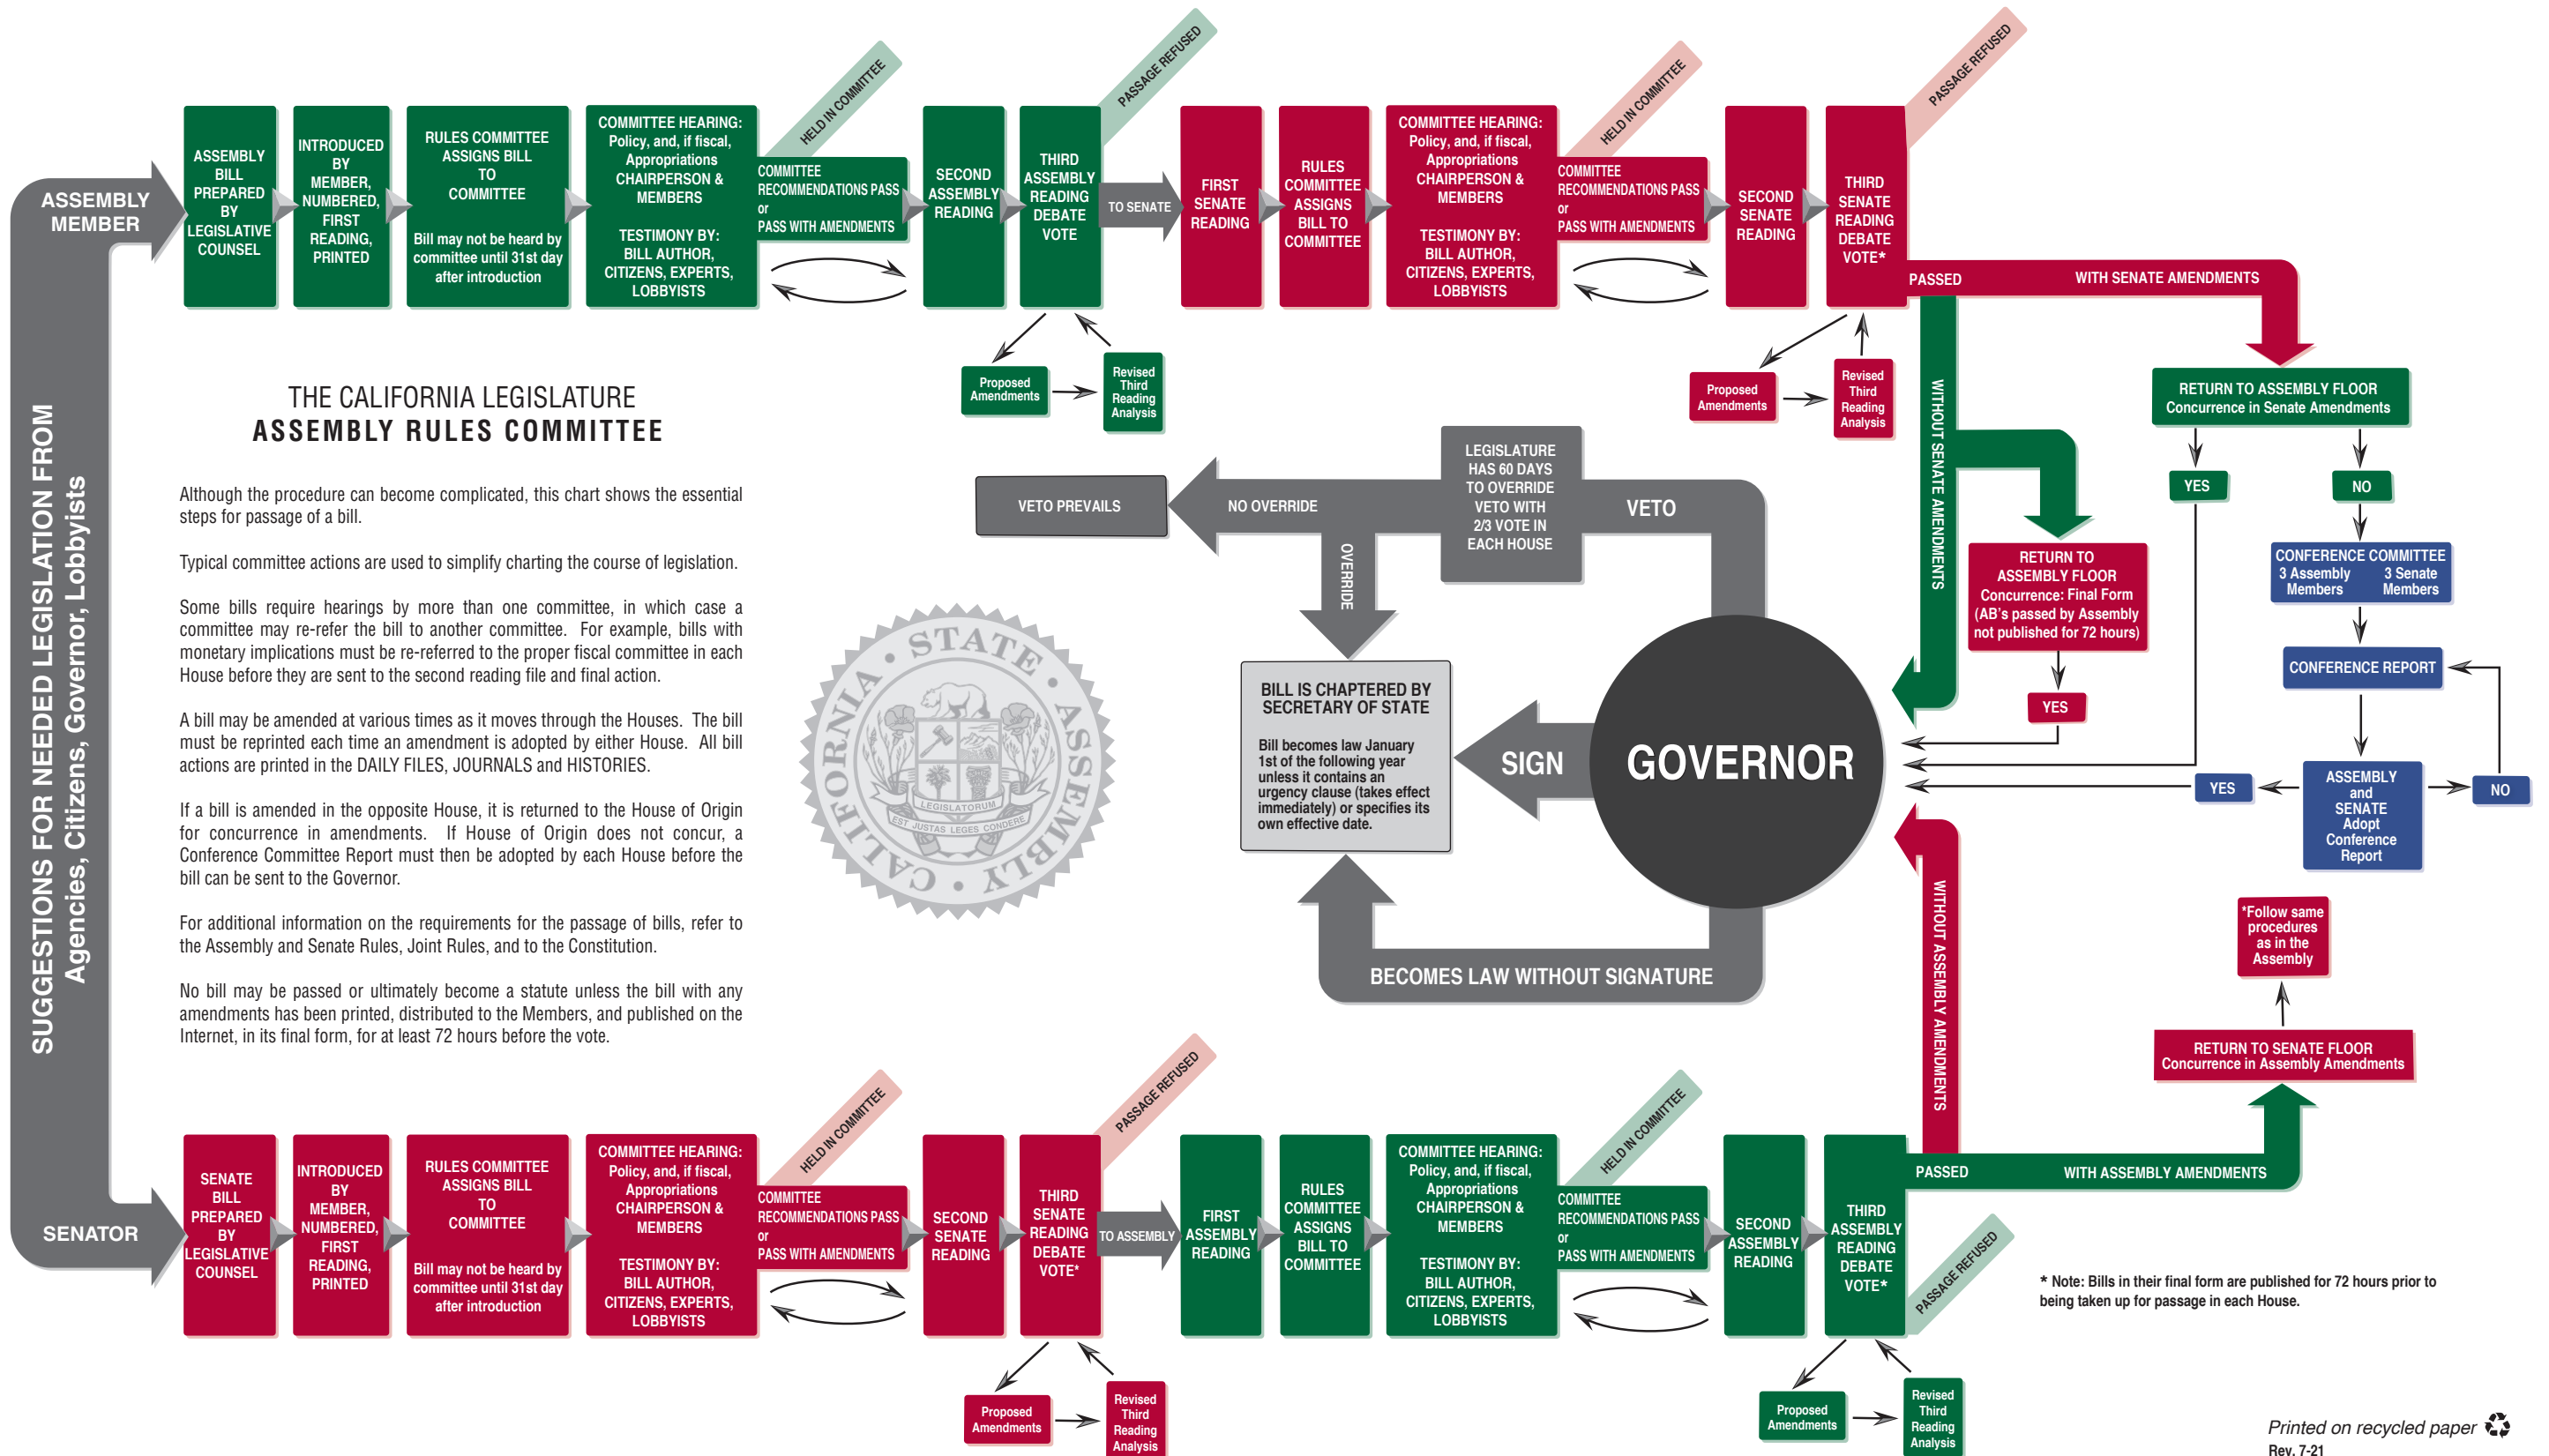 SUGGESTIONS FOR NEEDED LEGISLATION FROM
Agencies, Citizens, Governor, Lobbyists
ASSEMBLY
MEMBER
ASSEMBLY
BILL
PREPARED
BY
LEGISLATIVE
COUNSEL
INTRODUCED
BY
MEMBER,
NUMBERED,
FIRST
READING,
PRINTED
RULES COMMITTEE
ASSIGNS BILL
TO
COMMITTEE
Bill may not be heard by
committee until 31st day
after introduction
COMMITTEE HEARING:
Policy, and, if fiscal,
Appropriations
CHAIRPERSON &
MEMBERS
TESTIMONY BY:
BILL AUTHOR,
CITIZENS, EXPERTS,
LOBBYISTS
HELD IN COMMITTEE
COMMITTEE
RECOMMENDATIONS PASS
or
PASS WITH AMENDMENTS
SECOND
ASSEMBLY
READING
THIRD
ASSEMBLY
READING
DEBATE
VOTE
PASSAGE REFUSED
Proposed
Amendments
Revised
Third
Reading
Analysis
TO SENATE
FIRST
SENATE
READING
RULES
COMMITTEE
ASSIGNS
BILL TO
COMMITTEE
COMMITTEE HEARING:
Policy, and, if fiscal,
Appropriations
CHAIRPERSON &
MEMBERS
TESTIMONY BY:
BILL AUTHOR,
CITIZENS, EXPERTS,
LOBBYISTS
HELD IN COMMITTEE
COMMITTEE
RECOMMENDATIONS PASS
or
PASS WITH AMENDMENTS
SECOND
SENATE
READING
THIRD
SENATE
READING
DEBATE
VOTE*
PASSAGE REFUSED
Proposed
Amendments
Revised
Third
Reading
Analysis
PASSED
WITH SENATE AMENDMENTS
WITHOUT SENATE AMENDMENTS
RETURN TO ASSEMBLY FLOOR
Concurrence in Senate Amendments
YES
NO
RETURN TO
ASSEMBLY FLOOR
Concurrence: Final Form
(AB's passed by Assembly
not published for 72 hours)
YES
CONFERENCE COMMITTEE
3 Assembly
Members
3 Senate
Members
CONFERENCE REPORT
ASSEMBLY
and
SENATE
Adopt
Conference
Report
YES
NO
THE CALIFORNIA LEGISLATURE
ASSEMBLY RULES COMMITTEE
Although the procedure can become complicated, this chart shows the essential
steps for passage of a bill.
Typical committee actions are used to simplify charting the course of legislation.
Some bills require hearings by more than one committee, in which case a
committee may re-refer the bill to another committee. For example, bills with
monetary implications must be re-referred to the proper fiscal committee in each
House before they are sent to the second reading file and final action.
A bill may be amended at various times as it moves through the Houses. The bill
must be reprinted each time an amendment is adopted by either House. All bill
actions are printed in the DAILY FILES, JOURNALS and HISTORIES.
If a bill is amended in the opposite House, it is returned to the House of Origin
for concurrence in amendments. If House of Origin does not concur, a
Conference Committee Report must then be adopted by each House before the
bill can be sent to the Governor.
For additional information on the requirements for the passage of bills, refer to
the Assembly and Senate Rules, Joint Rules, and to the Constitution.
No bill may be passed or ultimately become a statute unless the bill with any
amendments has been printed, distributed to the Members, and published on the
Internet, in its final form, for at least 72 hours before the vote.
CALIFORNIA • STATE • ASSEMBLY •
LEGISLATORUM
EST JUSTAS LEGES CONDERE
VETO PREVAILS
NO OVERRIDE
OVERRIDE
LEGISLATURE
HAS 60 DAYS
TO OVERRIDE
VETO WITH
2/3 VOTE IN
EACH HOUSE
VETO
GOVERNOR
SIGN
BILL IS CHAPTERED BY
SECRETARY OF STATE
Bill becomes law January
1st of the following year
unless it contains an
urgency clause (takes effect
immediately) or specifies its
own effective date.
BECOMES LAW WITHOUT SIGNATURE
SENATOR
SENATE
BILL
PREPARED
BY
LEGISLATIVE
COUNSEL
INTRODUCED
BY
MEMBER,
NUMBERED,
FIRST
READING,
PRINTED
RULES COMMITTEE
ASSIGNS BILL
TO
COMMITTEE
Bill may not be heard by
committee until 31st day
after introduction
COMMITTEE HEARING:
Policy, and, if fiscal,
Appropriations
CHAIRPERSON &
MEMBERS
TESTIMONY BY:
BILL AUTHOR,
CITIZENS, EXPERTS,
LOBBYISTS
HELD IN COMMITTEE
COMMITTEE
RECOMMENDATIONS PASS
or
PASS WITH AMENDMENTS
SECOND
SENATE
READING
THIRD
SENATE
READING
DEBATE
VOTE*
PASSAGE REFUSED
Proposed
Amendments
Revised
Third
Reading
Analysis
TO ASSEMBLY
FIRST
ASSEMBLY
READING
RULES
COMMITTEE
ASSIGNS
BILL TO
COMMITTEE
COMMITTEE HEARING:
Policy, and, if fiscal,
Appropriations
CHAIRPERSON &
MEMBERS
TESTIMONY BY:
BILL AUTHOR,
CITIZENS, EXPERTS,
LOBBYISTS
HELD IN COMMITTEE
COMMITTEE
RECOMMENDATIONS PASS
or
PASS WITH AMENDMENTS
SECOND
ASSEMBLY
READING
THIRD
ASSEMBLY
READING
DEBATE
VOTE*
PASSAGE REFUSED
Proposed
Amendments
Revised
Third
Reading
Analysis
PASSED
WITH ASSEMBLY AMENDMENTS
WITHOUT ASSEMBLY AMENDMENTS
RETURN TO SENATE FLOOR
Concurrence in Assembly Amendments
*Follow same
procedures
as in the
Assembly
* Note: Bills in their final form are published for 72 hours prior to
being taken up for passage in each House.
Printed on recycled paper
Rev. 7-21